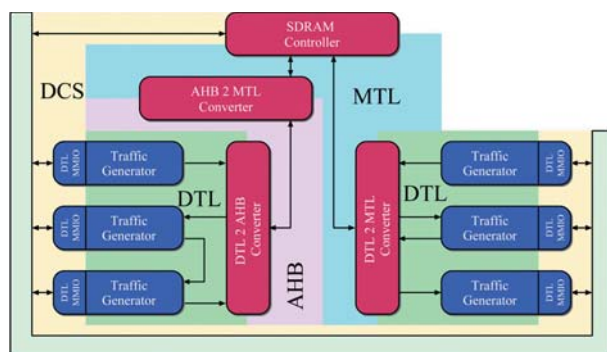 SDRAM
Controller
DCS
AHB 2 MTL
Converter
MTL
DTL
MMIO
Traffic
Generator
DTL
MMIO
Traffic
Generator
DTL
MMIO
Traffic
Generator
DTL
DTL 2 AHB
Converter
AHB
DTL 2 MTL
Converter
DTL
Traffic
Generator
DTL
MMIO
Traffic
Generator
DTL
MMIO
Traffic
Generator
DTL
MMIO